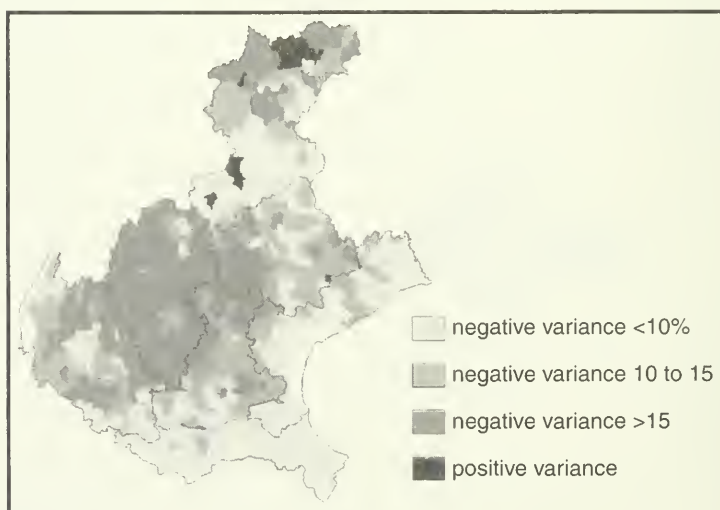 negative variance <10%
negative variance 10 to 15
negative variance >15
positive variance